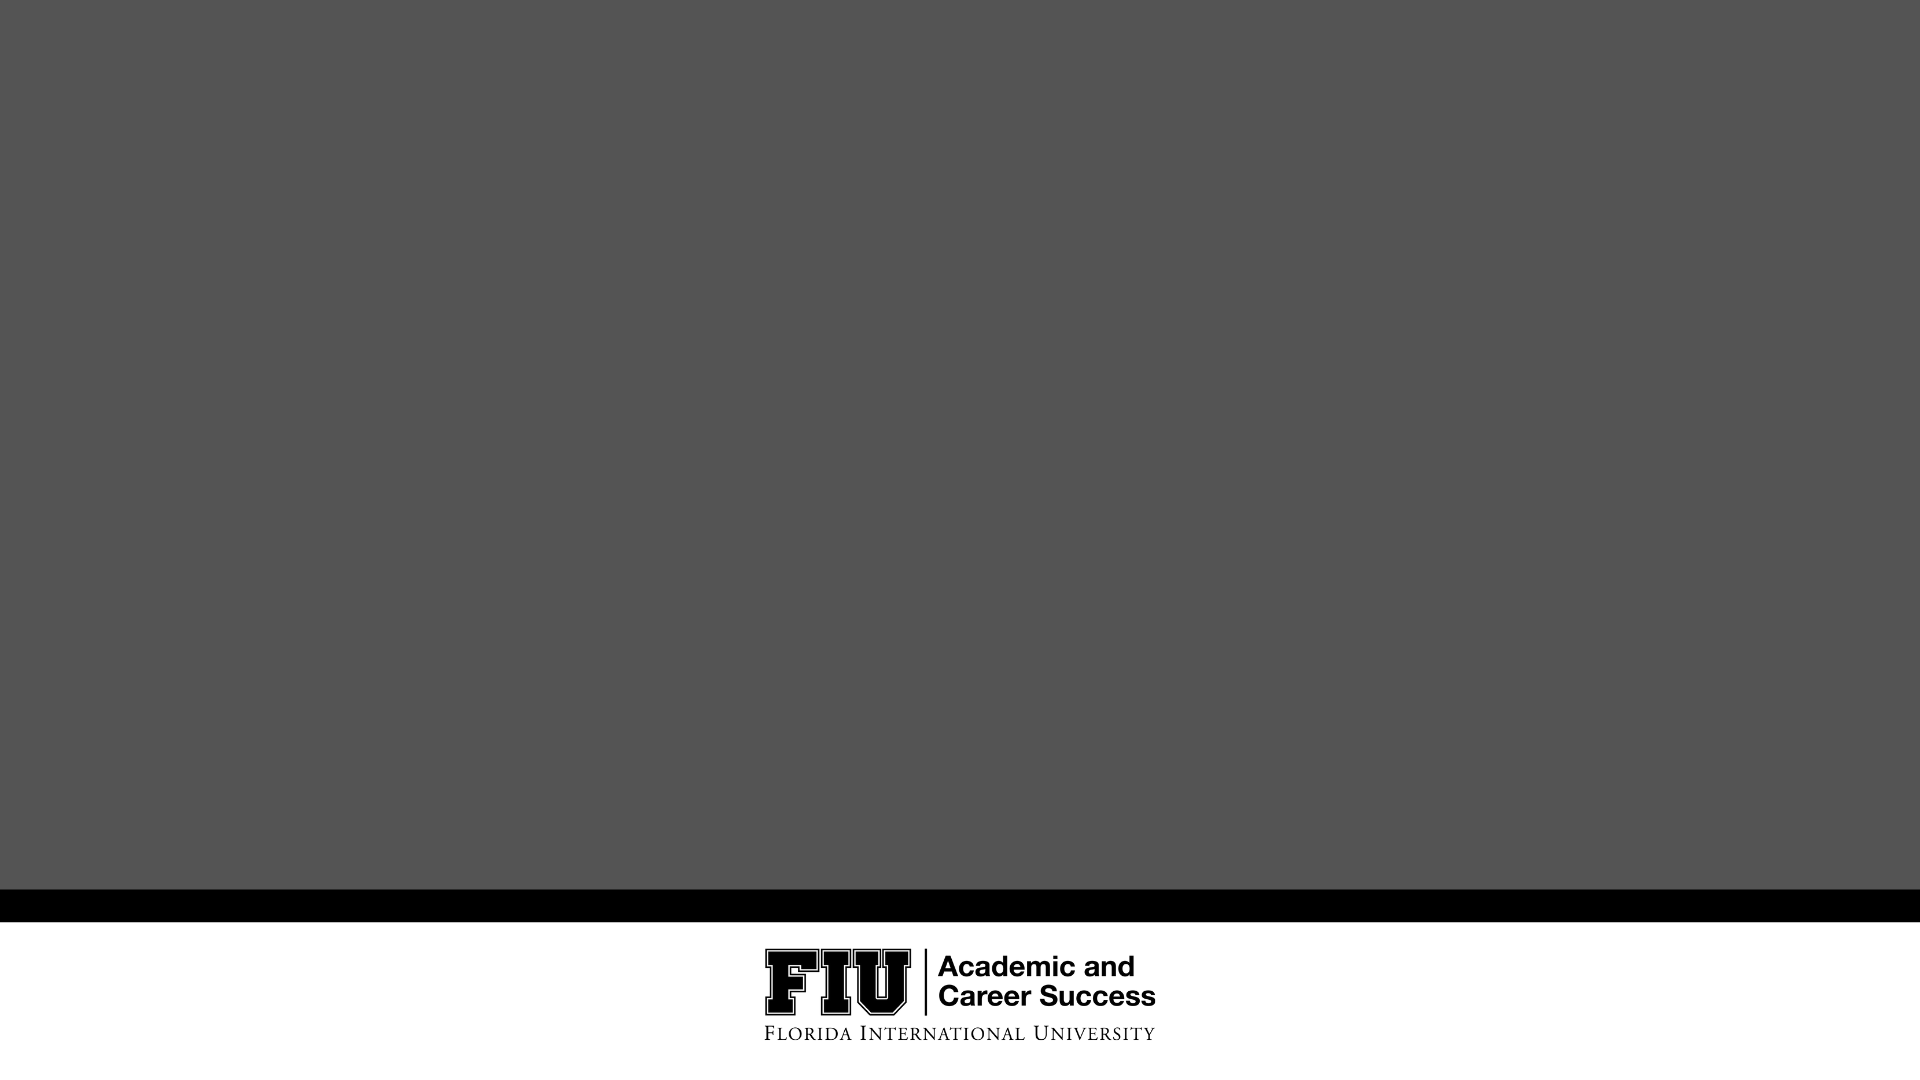 FIU
Academic and
Career Success
FLORIDA INTERNATIONAL UNIVERSITY